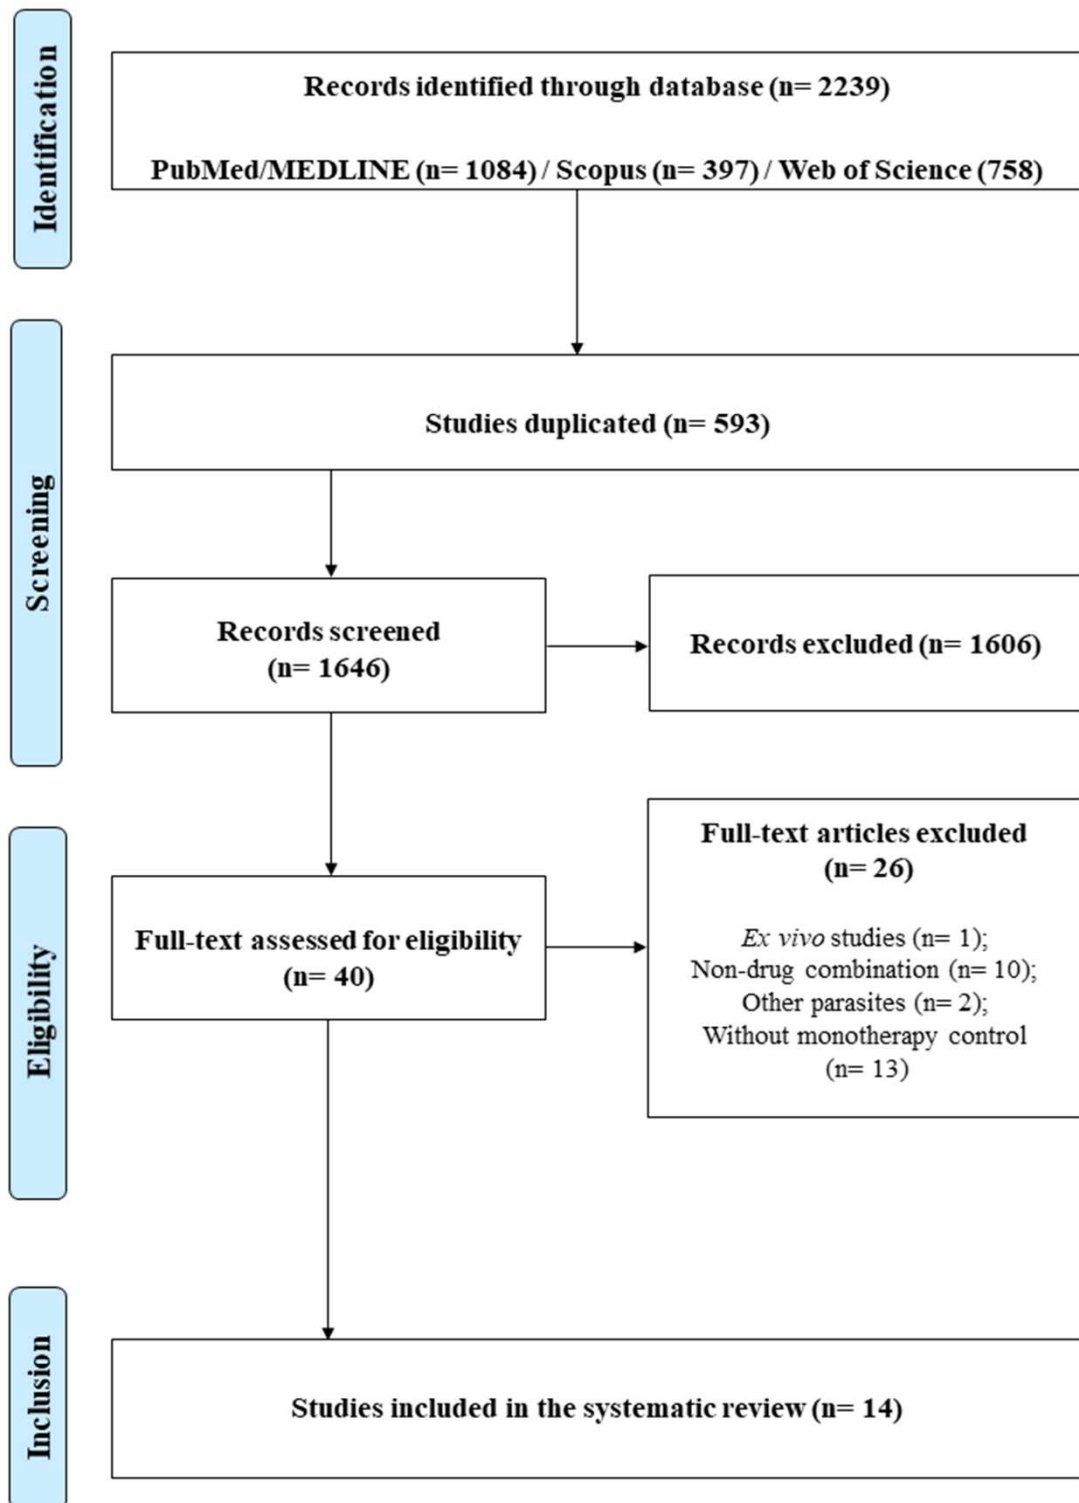 Identification
Records identified through database (n= 2239)
PubMed/MEDLINE (n= 1084) / Scopus (n= 397) / Web of Science (758)
Screening
Studies duplicated (n= 593)
Records screened
(n= 1646)
Records excluded (n= 1606)
Eligibility
Full-text assessed for eligibility
(n= 40)
Full-text articles excluded
(n= 26)
Ex vivo studies (n= 1);
Non-drug combination (n= 10);
Other parasites (n= 2);
Without monotherapy control
(n= 13)
Inclusion
Studies included in the systematic review (n= 14)